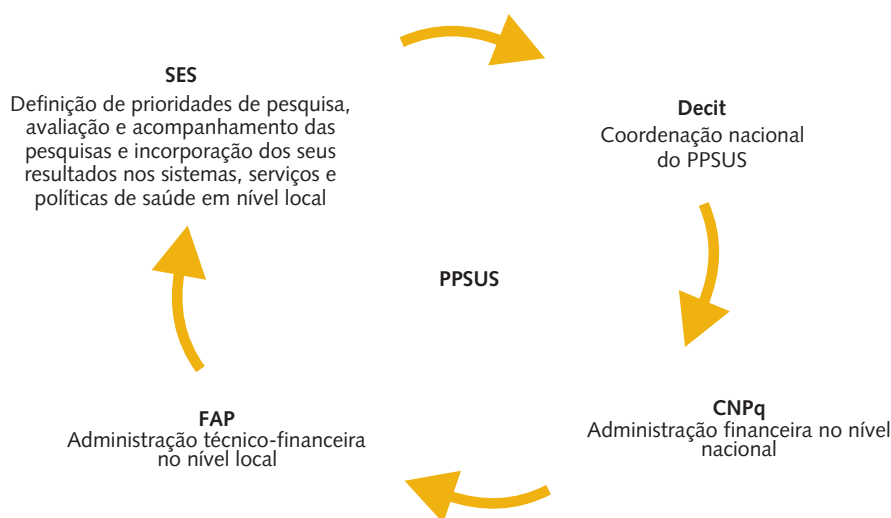 SES
Definição de prioridades de pesquisa,
avaliação e acompanhamento das
pesquisas e incorporação dos seus
resultados nos sistemas, serviços e
políticas de saúde em nível local
Decit
Coordenação nacional
do PPSUS
PPSUS
FAP
Administração técnico-financeira
no nível local
CNPq
Administração financeira no nível
nacional